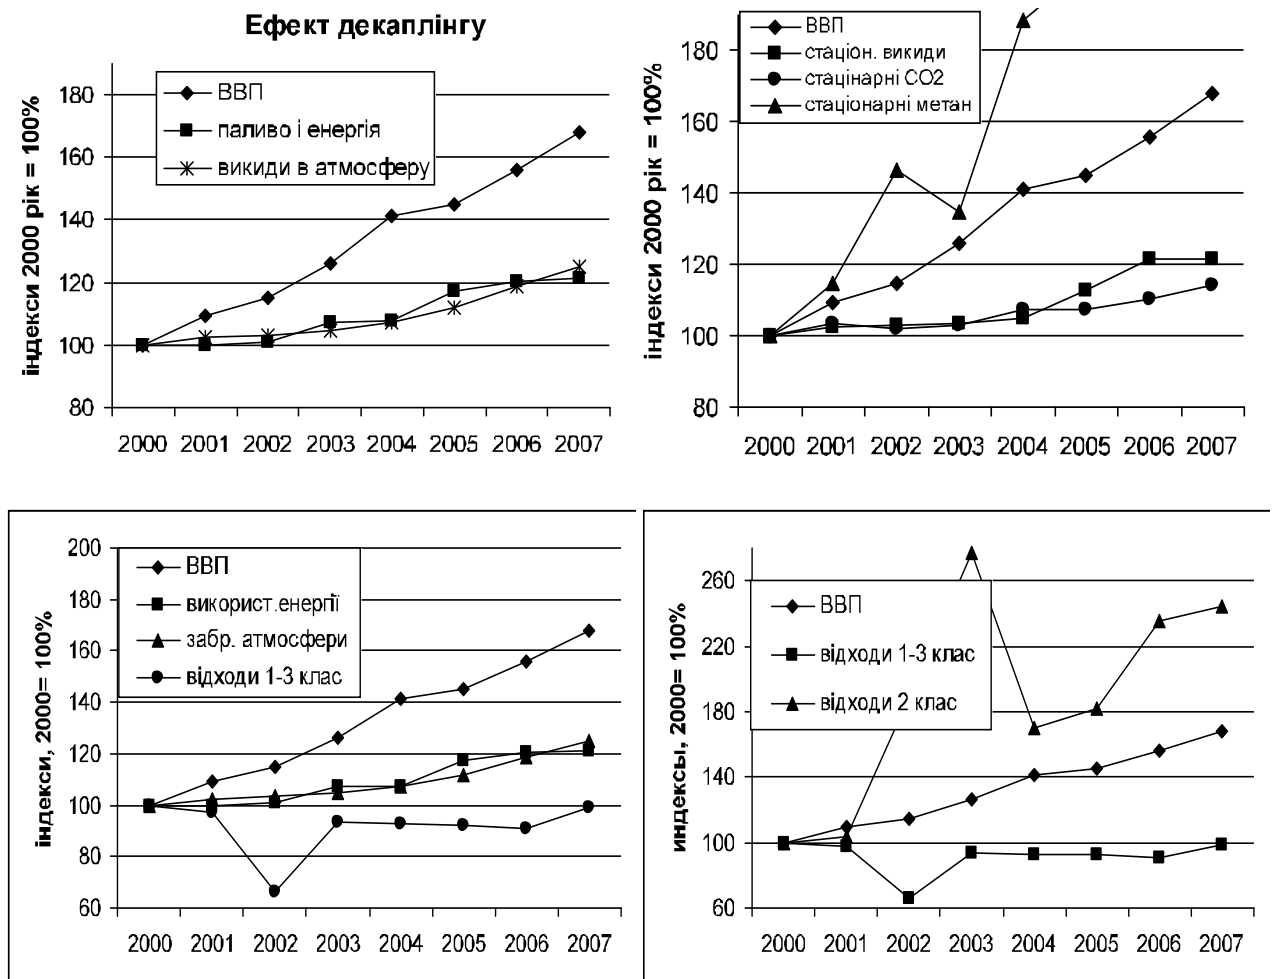 Ефект декаплінгу
індекси 2000 рік = 100%
180
160
140
120
100
80
ВВП
паливо і енергія
викиди в атмосферу
2000 2001 2002 2003 2004 2005 2006 2007
індекси 2000 рік = 100%
180
160
140
120
100
80
ВВП
стаціон. викиди
стацінарні СО2
стаціонарні метан
2000 2001 2002 2003 2004 2005 2006 2007
індекси, 2000= 100%
200
180
160
140
120
100
80
60
ВВП
використ.енергії
забр. атмосфери
відходи 1-3 клас
2000 2001 2002 2003 2004 2005 2006 2007
индексы, 2000= 100%
260
220
180
140
100
60
ВВП
відходи 1-3 клас
відходи 2 клас
2000 2001 2002 2003 2004 2005 2006 2007